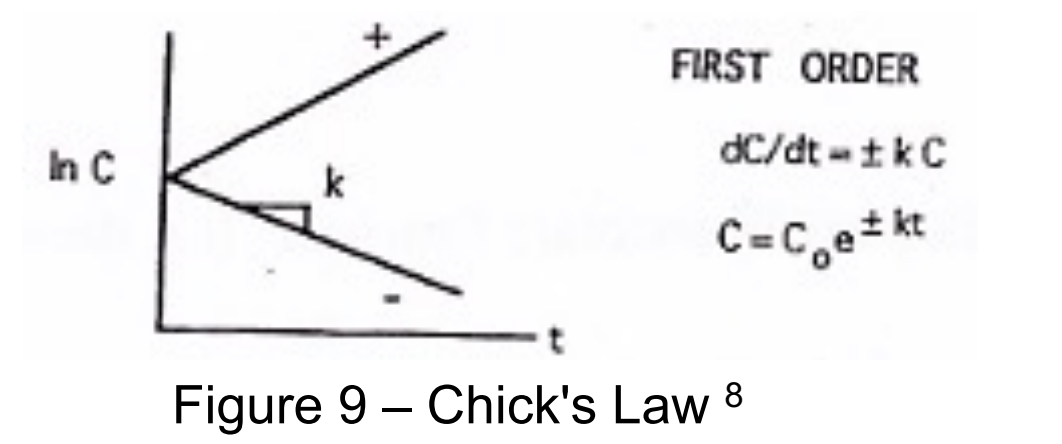 +
FIRST ORDER
dC/dt = ± k C
ln C
k
C = C₀e± kt
-
t
Figure 9 – Chick's Law ⁸